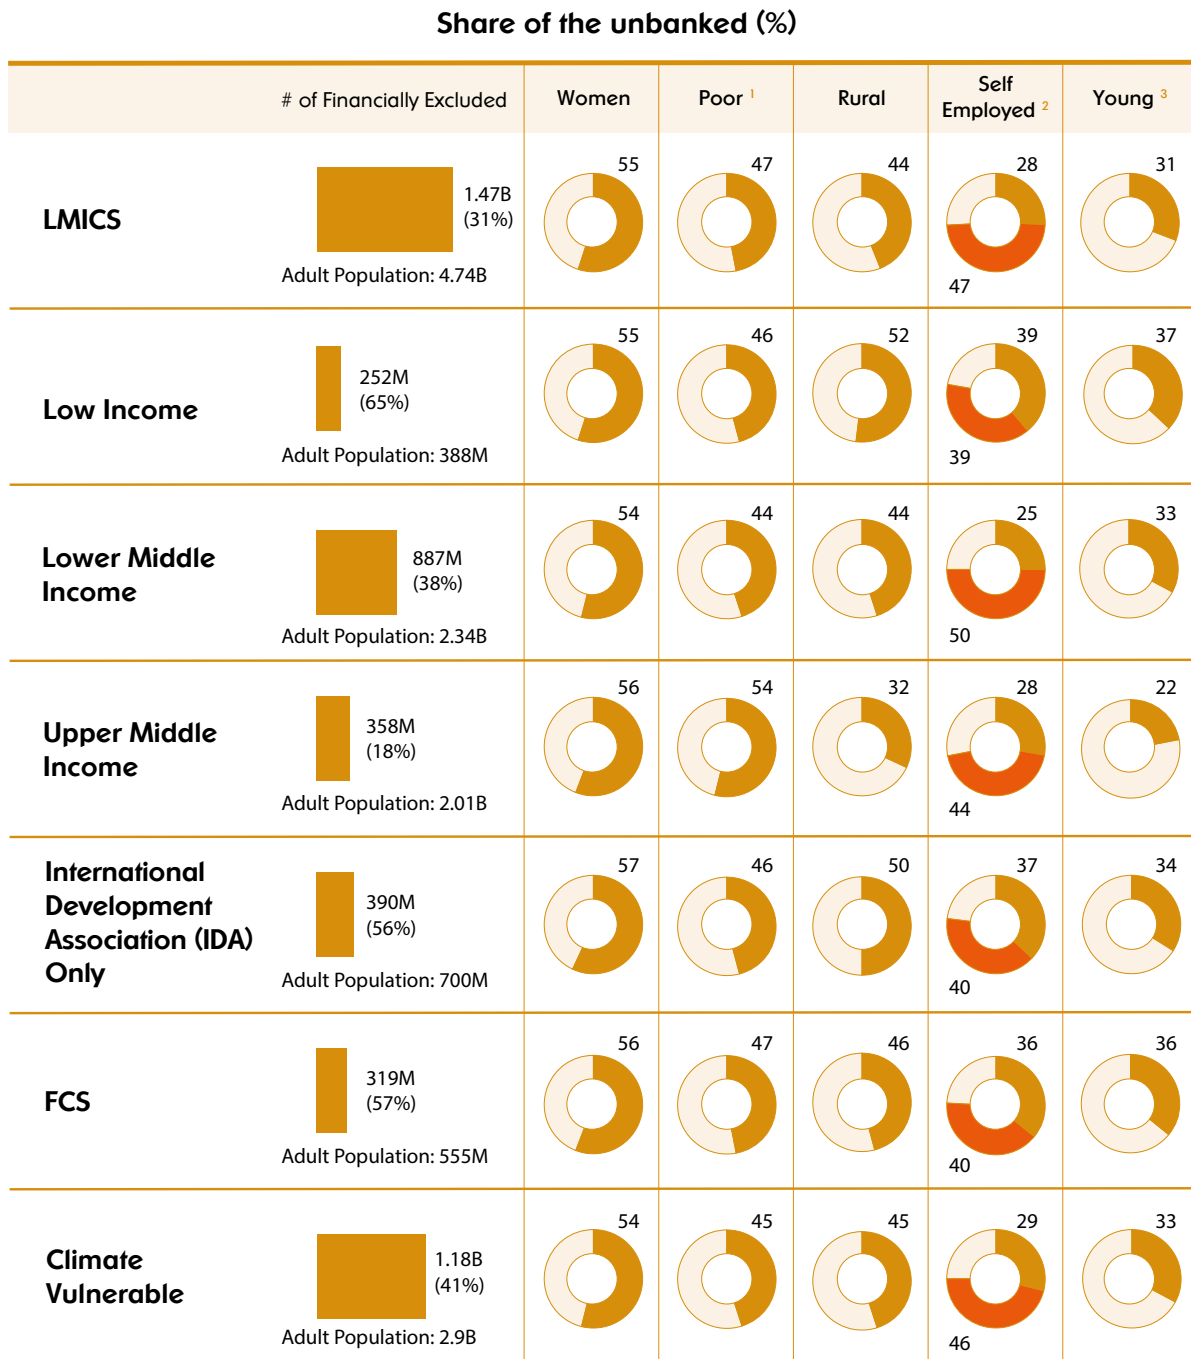 Share of the unbanked (%)
# of Financially Excluded
Women
Poor 1
Rural
Self
Employed 2
Young 3
LMICS
1.47B
(31%)
Adult Population: 4.74B
55
47
44
28
47
31
Low Income
252M
(65%)
Adult Population: 388M
55
46
52
39
39
37
Lower Middle
Income
887M
(38%)
Adult Population: 2.34B
54
44
44
25
50
33
Upper Middle
Income
358M
(18%)
Adult Population: 2.01B
56
54
32
28
44
22
International
Development
Association (IDA)
Only
390M
(56%)
Adult Population: 700M
57
46
50
37
40
34
FCS
319M
(57%)
Adult Population: 555M
56
47
46
36
40
36
Climate
Vulnerable
1.18B
(41%)
Adult Population: 2.9B
54
45
45
29
46
33